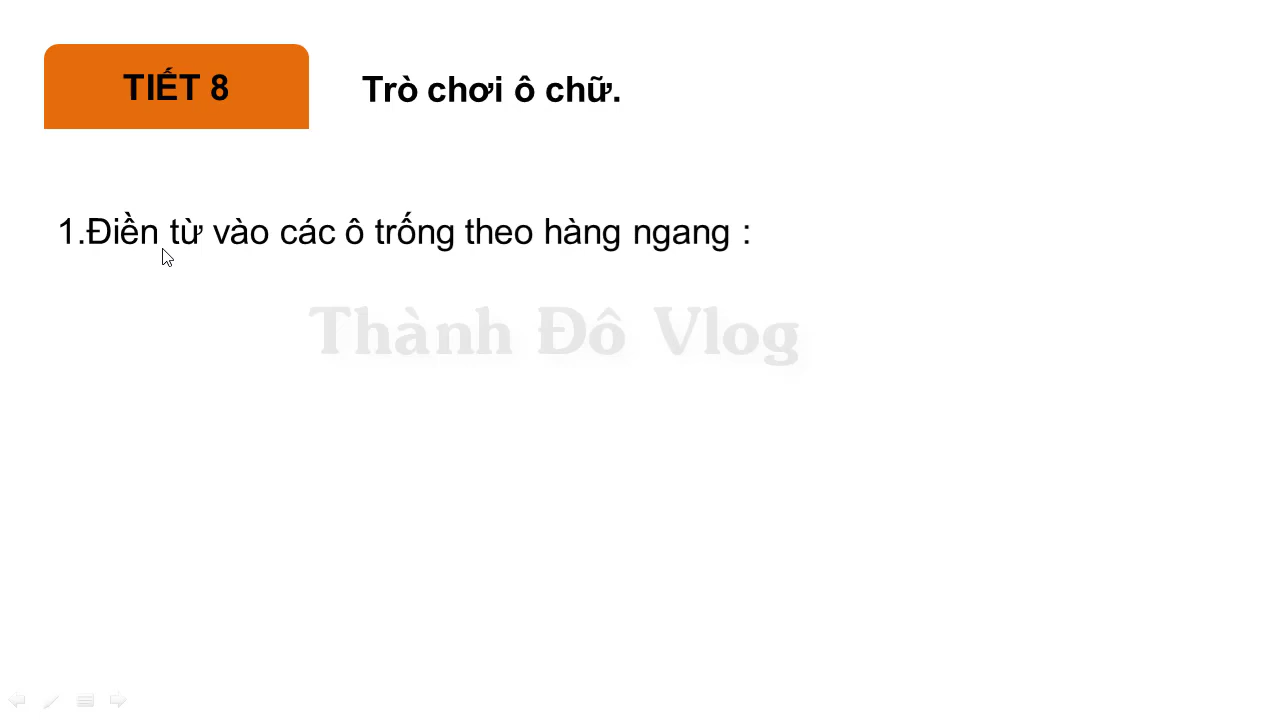 TIẾT 8
Trò chơi ô chữ.
1.Điền từ vào các ô trống theo hàng ngang :
Thành Đô Vlog